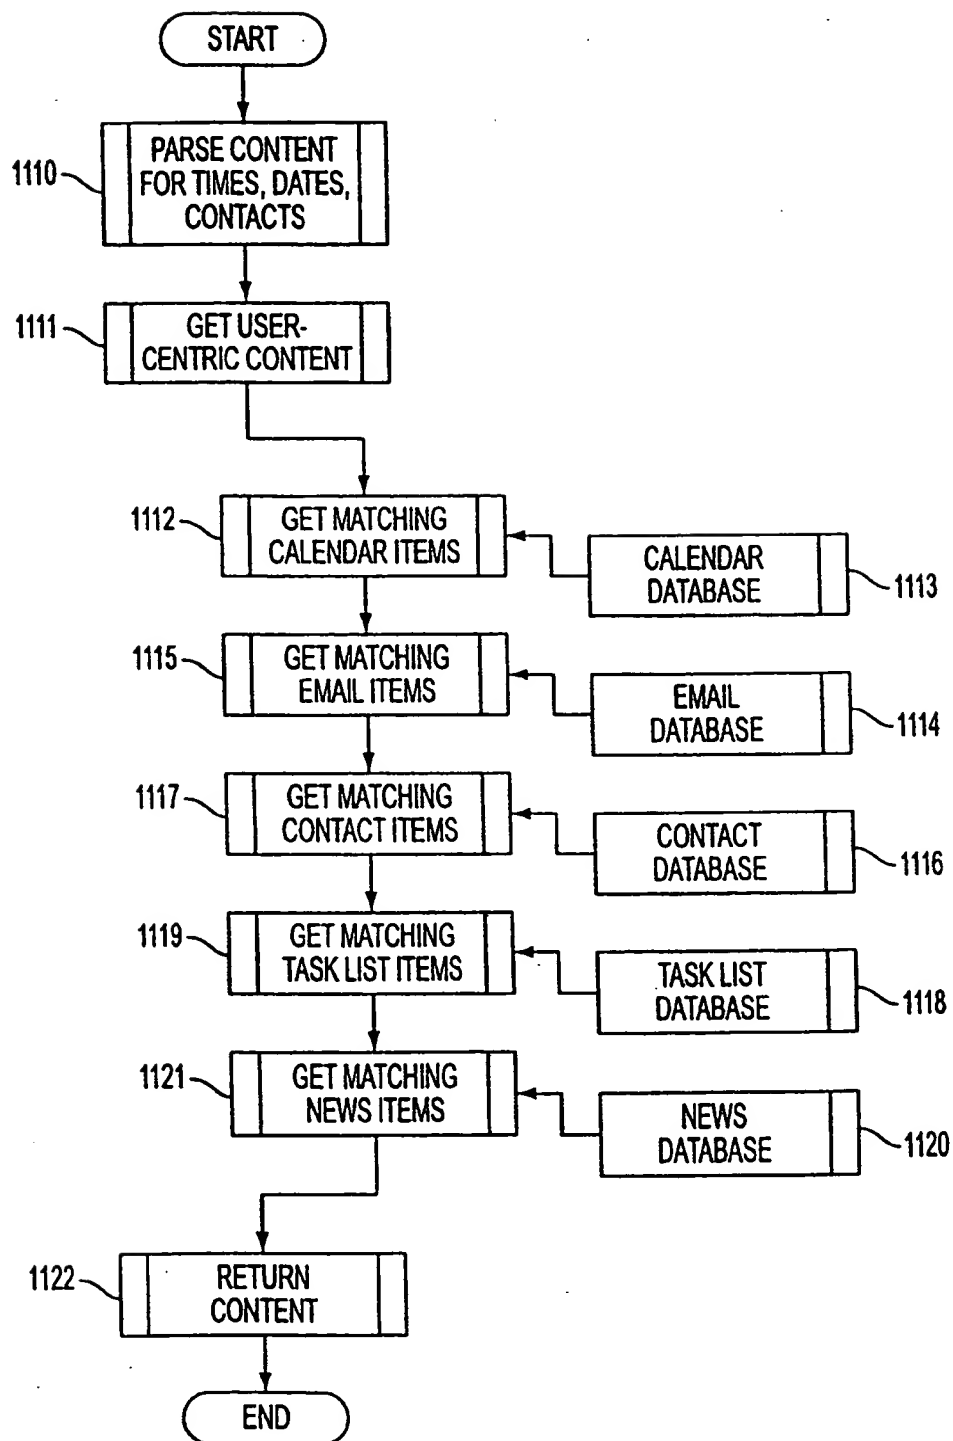 START
1110
PARSE CONTENT
FOR TIMES, DATES,
CONTACTS
1111
GET USER-
CENTRIC CONTENT
1112
GET MATCHING
CALENDAR ITEMS
CALENDAR
DATABASE
1113
1115
GET MATCHING
EMAIL ITEMS
EMAIL
DATABASE
1114
1117
GET MATCHING
CONTACT ITEMS
CONTACT
DATABASE
1116
1119
GET MATCHING
TASK LIST ITEMS
TASK LIST
DATABASE
1118
1121
GET MATCHING
NEWS ITEMS
NEWS
DATABASE
1120
1122
RETURN
CONTENT
END